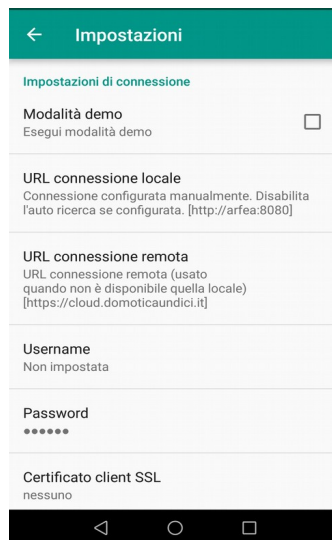 Impostazioni
Impostazioni di connessione
Modalità demo
Esegui modalità demo
URL connessione locale
Connessione configurata manualmente. Disabilita
l'auto ricerca se configurata. [http://arfea:8080]
URL connessione remota
URL connessione remota (usato
quando non è disponibile quella locale)
[https://cloud.domoticaundici.it]
Username
Non impostata
Password
••••••
Certificato client SSL
nessuno